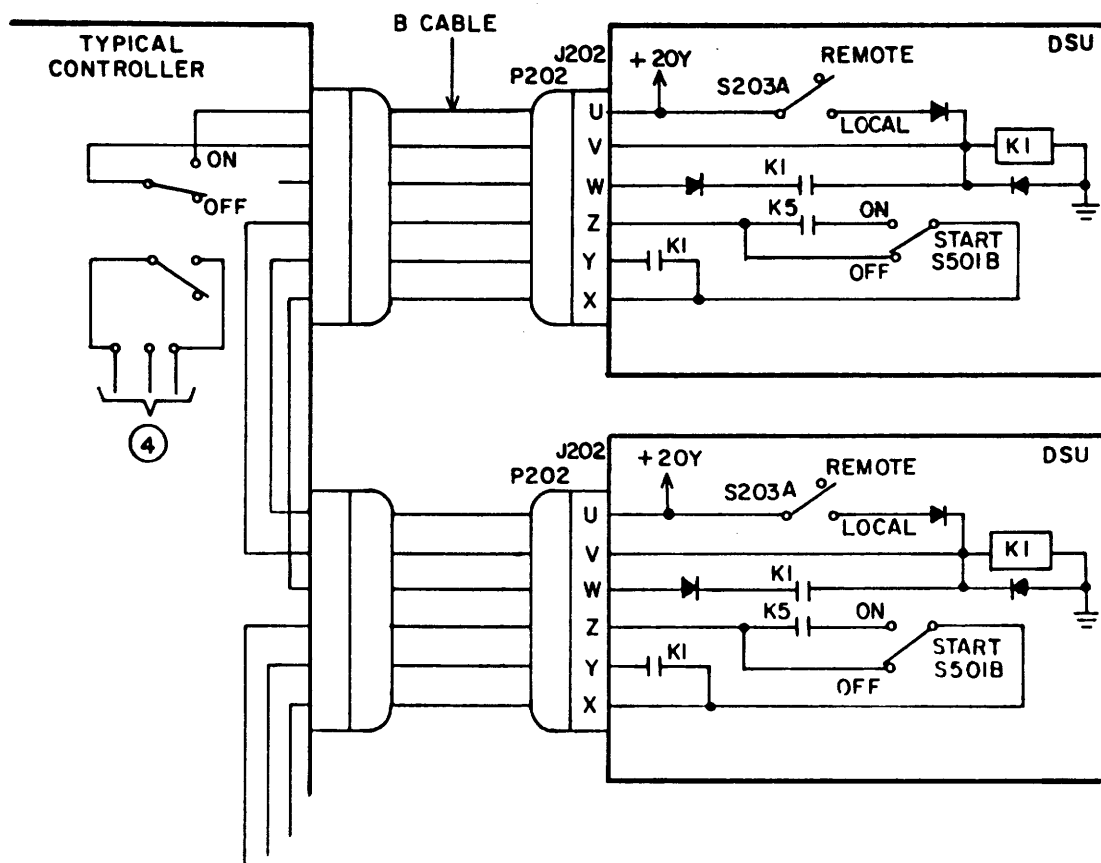 B CABLE
TYPICAL
CONTROLLER
ON
OFF
4
P202
J202
DSU
+20Y
S203A
REMOTE
LOCAL
U
V
K1
W
K1
Z
K5
ON
START
S501B
OFF
Y
K1
X
P202
J202
DSU
+20Y
S203A
REMOTE
LOCAL
U
V
K1
W
K1
Z
K5
ON
START
S501B
OFF
Y
K1
X